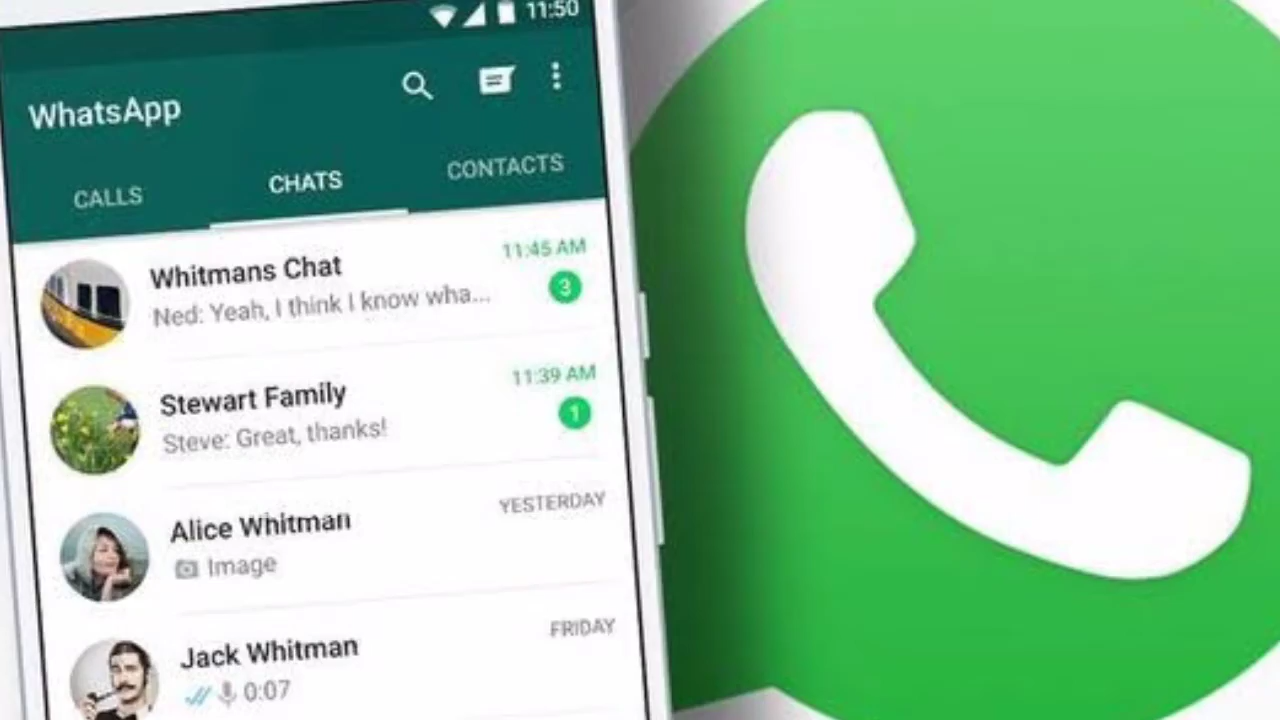 11:50
WhatsApp
CALLS CHATS CONTACTS
Whitmans Chat 11:45 AM
Ned: Yeah, I think I know wha... 3
Stewart Family 11:39 AM
Steve: Great, thanks! 1
Alice Whitman YESTERDAY
Image
Jack Whitman FRIDAY
0:07